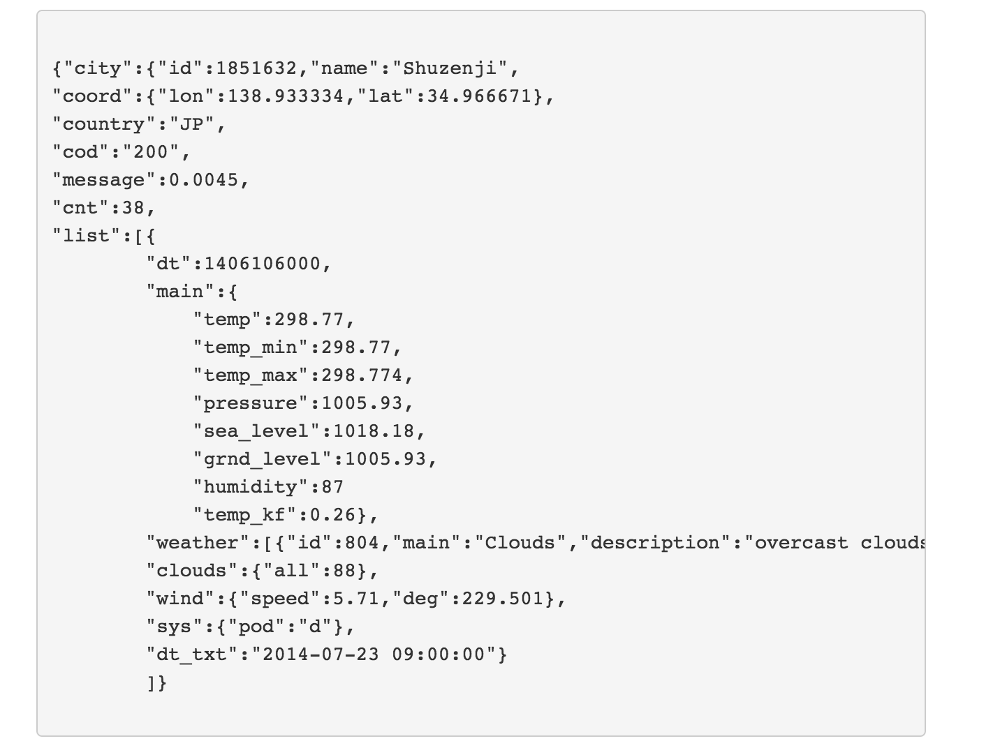 {"city":{"id":1851632,"name":"Shuzenji",
"coord":{"lon":138.933334,"lat":34.966671},
"country":"JP",
"cod":"200",
"message":0.0045,
"cnt":38,
"list":[{
        "dt":1406106000,
        "main":{
            "temp":298.77,
            "temp_min":298.77,
            "temp_max":298.774,
            "pressure":1005.93,
            "sea_level":1018.18,
            "grnd_level":1005.93,
            "humidity":87
            "temp_kf":0.26},
        "weather":[{"id":804,"main":"Clouds","description":"overcast clouds
        "clouds":{"all":88},
        "wind":{"speed":5.71,"deg":229.501},
        "sys":{"pod":"d"},
        "dt_txt":"2014-07-23 09:00:00"}
        ]}